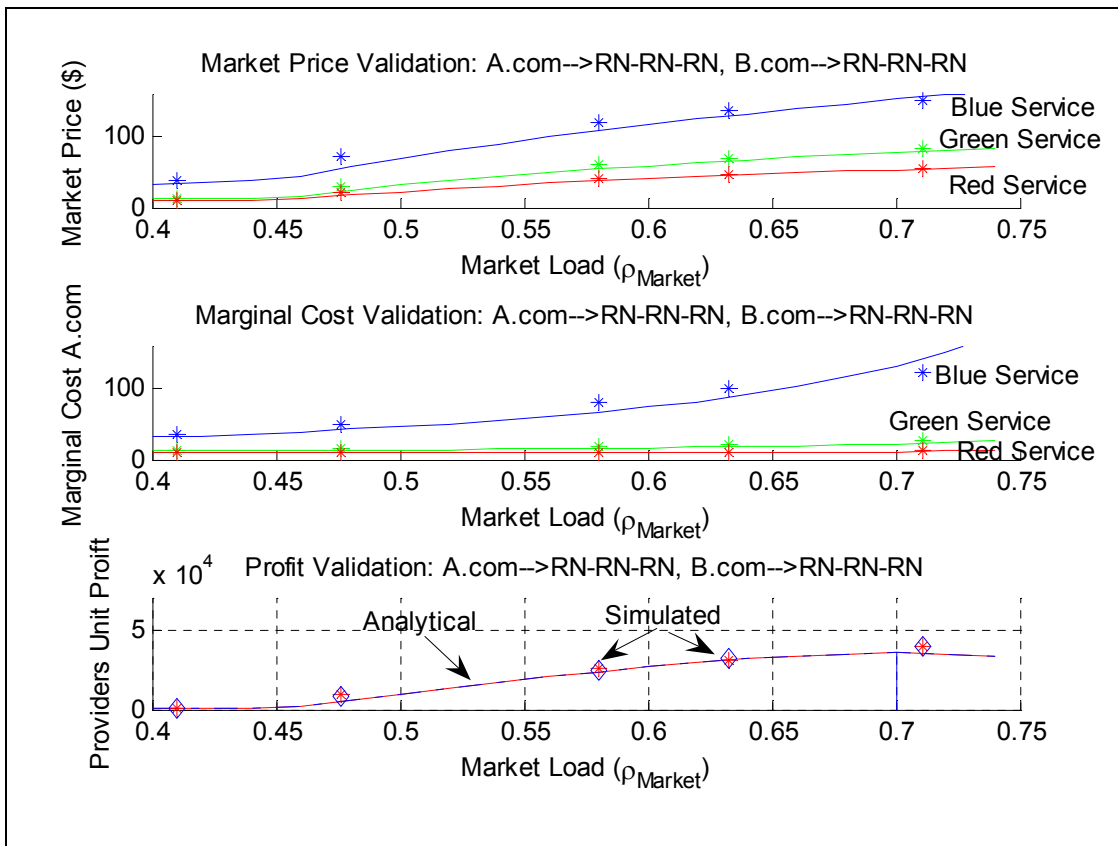 Market Price Validation: A.com-->RN-RN-RN, B.com-->RN-RN-RN
Market Price ($)
100
0
Blue Service
Green Service
Red Service
0.4 0.45 0.5 0.55 0.6 0.65 0.7 0.75
Market Load (ρMarket)
Marginal Cost Validation: A.com-->RN-RN-RN, B.com-->RN-RN-RN
Marginal Cost A.com
100
0
Blue Service
Green Service
Red Service
0.4 0.45 0.5 0.55 0.6 0.65 0.7 0.75
Market Load (ρMarket)
x 10^4 Profit Validation: A.com-->RN-RN-RN, B.com-->RN-RN-RN
Providers Unit Proift
5
0
Analytical
Simulated
0.4 0.45 0.5 0.55 0.6 0.65 0.7 0.75
Market Load (ρMarket)